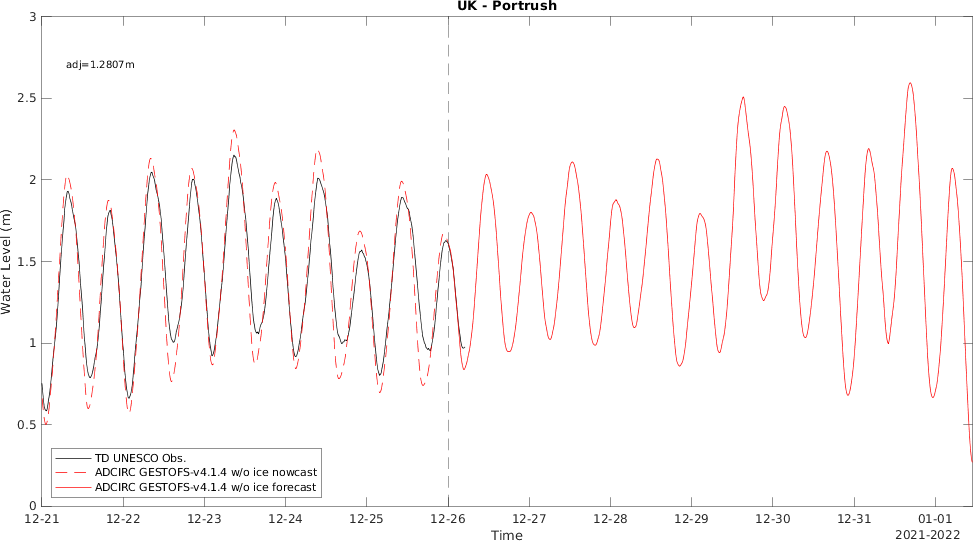 UK - Portrush
3
adj=1.2807m
2.5
2
1.5
1
0.5
0
Water Level (m)
TD UNESCO Obs.
ADCIRC GESTOFS-v4.1.4 w/o ice nowcast
ADCIRC GESTOFS-v4.1.4 w/o ice forecast
12-21 12-22 12-23 12-24 12-25 12-26 12-27 12-28 12-29 12-30 12-31 01-01
Time
2021-2022